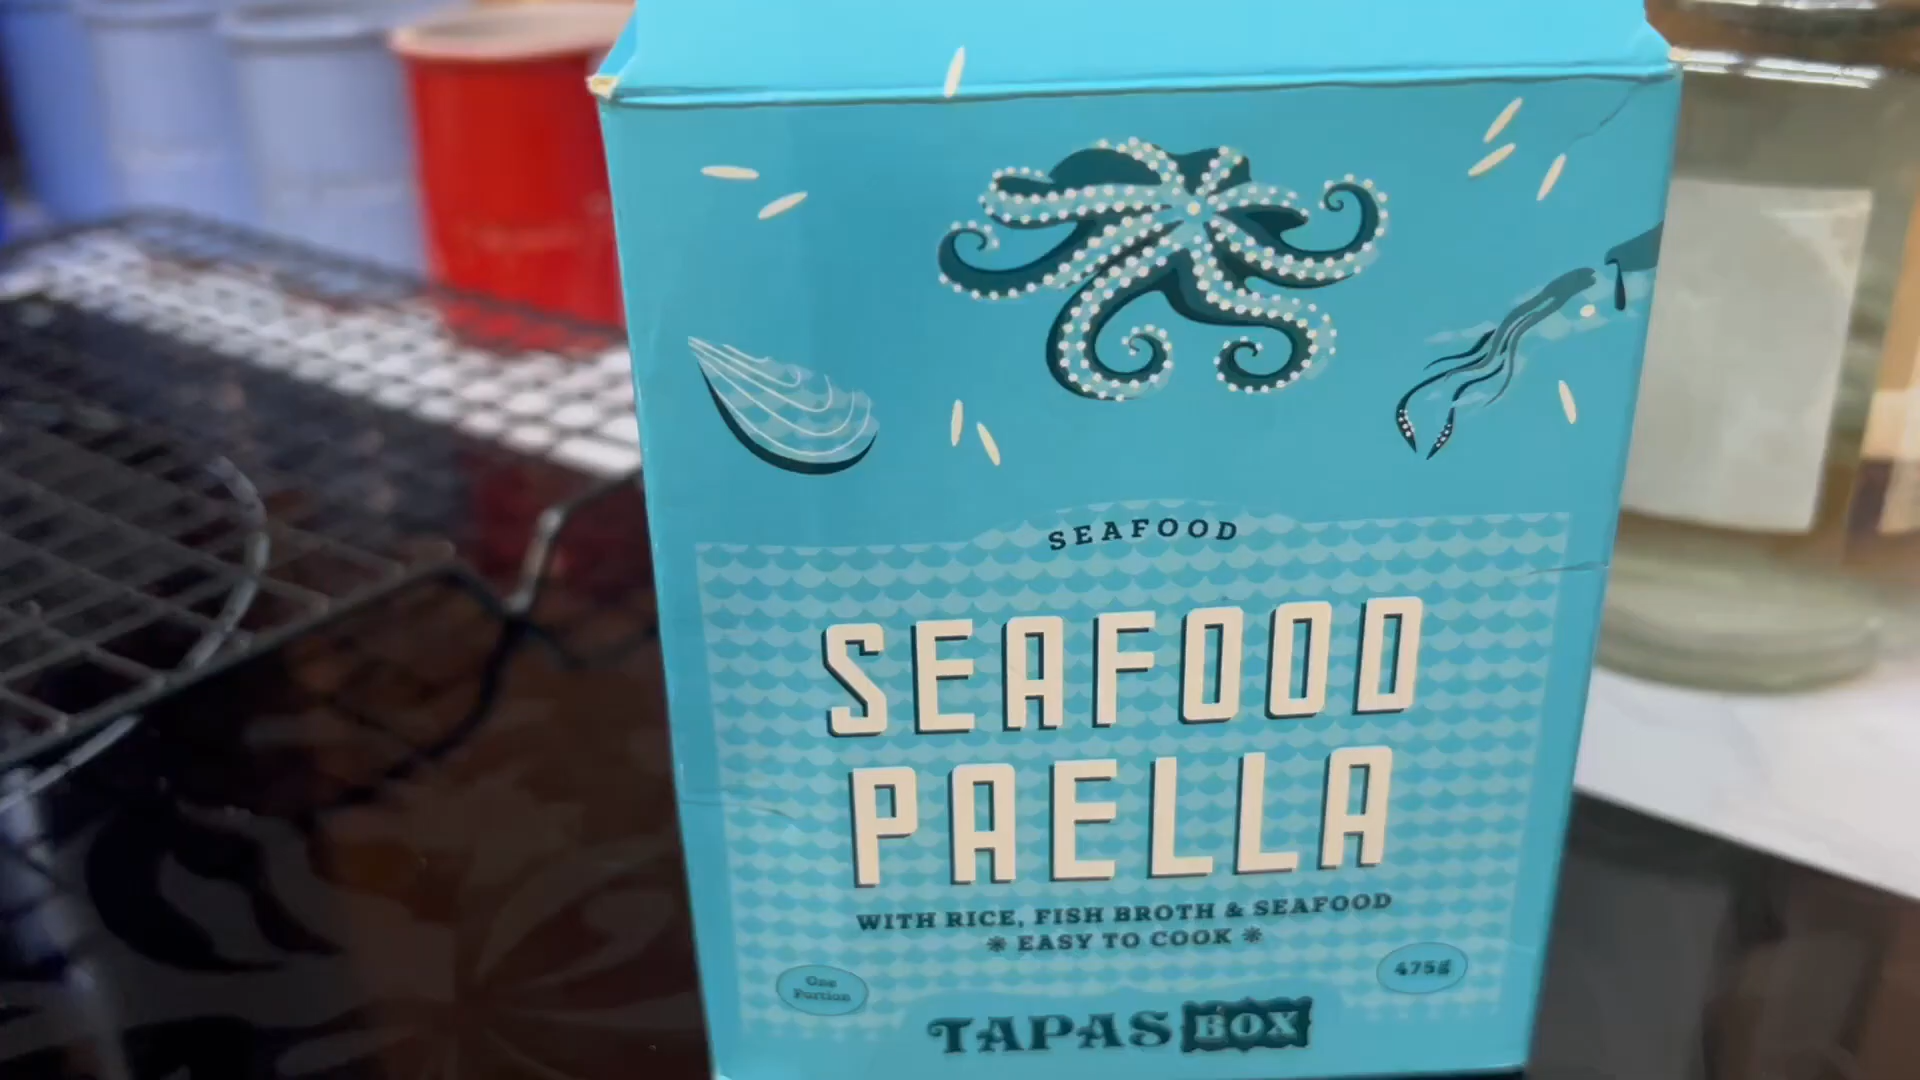 SEAFOOD
SEAFOOD
PAELLA
WITH RICE, FISH BROTH & SEAFOOD
✳ EASY TO COOK ✳
One
Portion
475g
TAPAS BOX